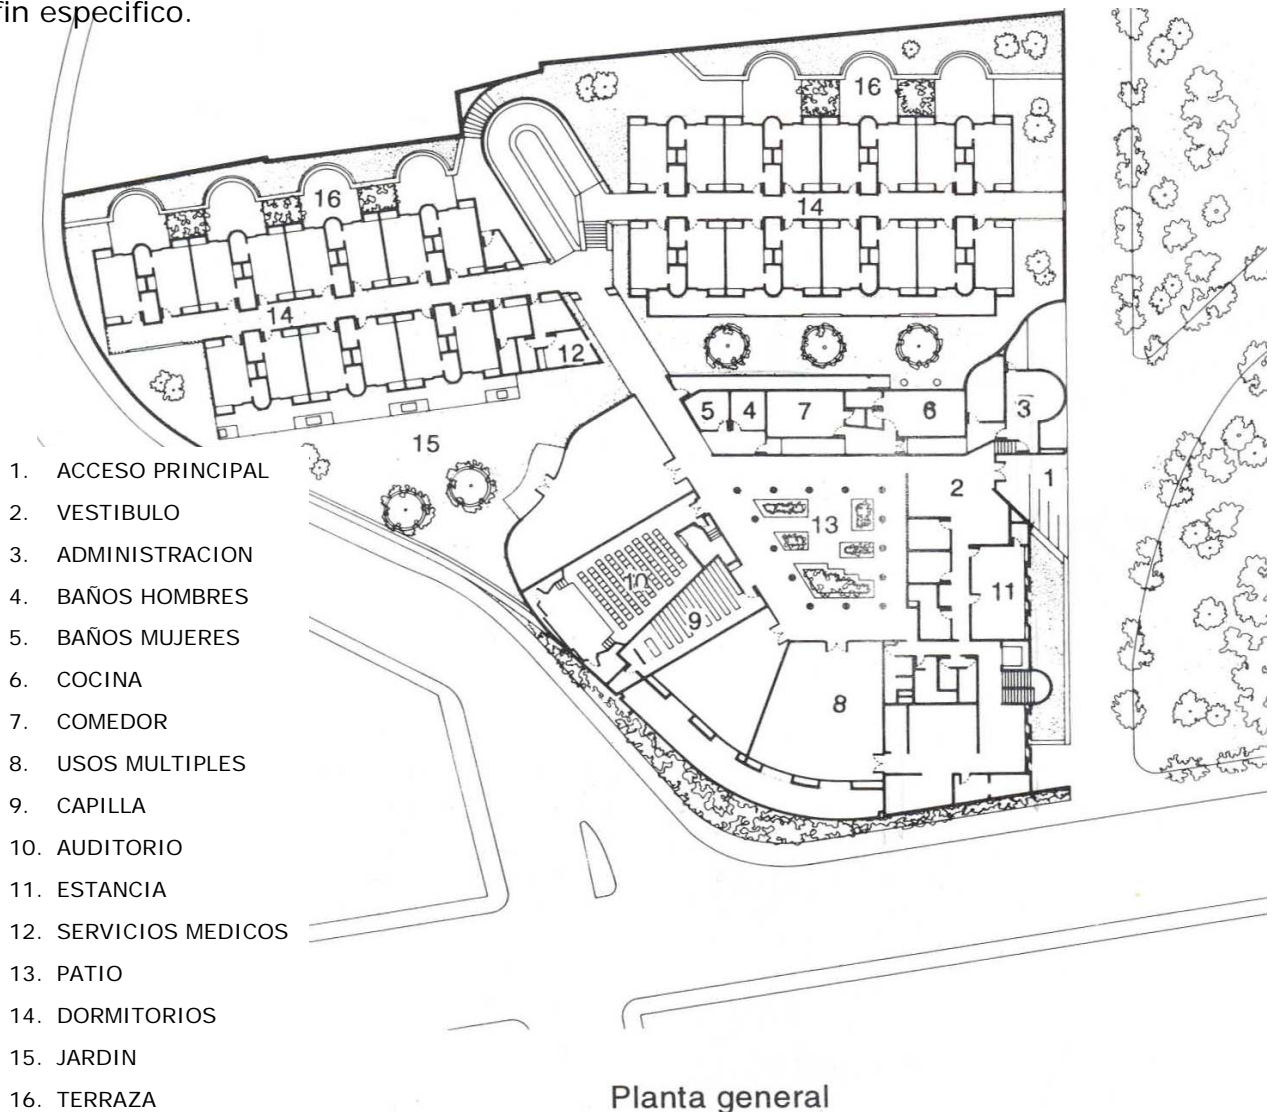 fin especifico.
16
16
14
14
12
5
4
7
6
3
15
2
1
13
10
9
11
8
1. ACCESO PRINCIPAL
2. VESTIBULO
3. ADMINISTRACION
4. BAÑOS HOMBRES
5. BAÑOS MUJERES
6. COCINA
7. COMEDOR
8. USOS MULTIPLES
9. CAPILLA
10. AUDITORIO
11. ESTANCIA
12. SERVICIOS MEDICOS
13. PATIO
14. DORMITORIOS
15. JARDIN
16. TERRAZA
Planta general